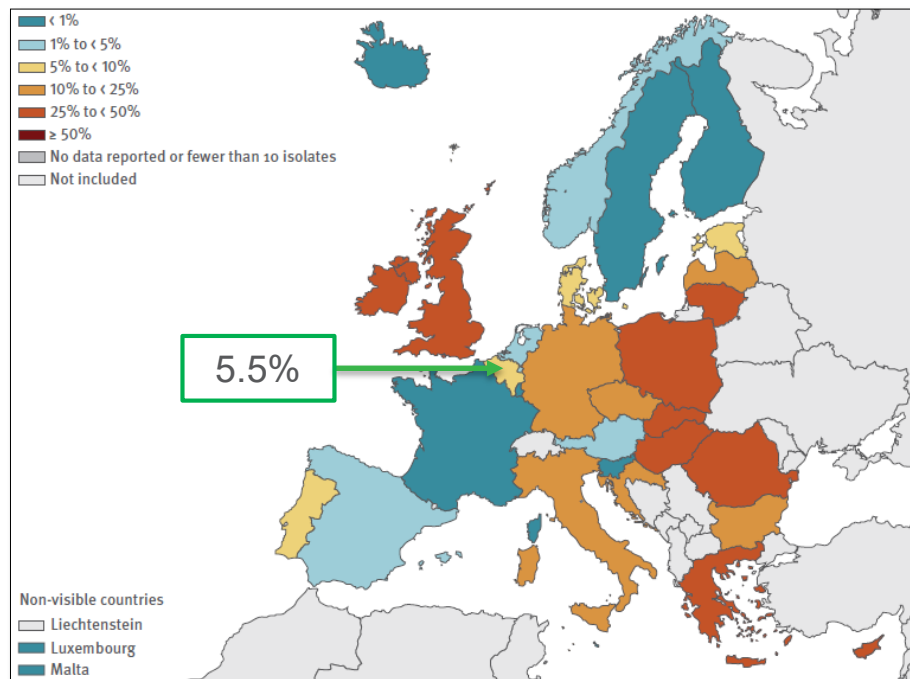 < 1%
1% to < 5%
5% to < 10%
10% to < 25%
25% to < 50%
≥ 50%
No data reported or fewer than 10 isolates
Not included
5.5%
Non-visible countries
Liechtenstein
Luxembourg
Malta